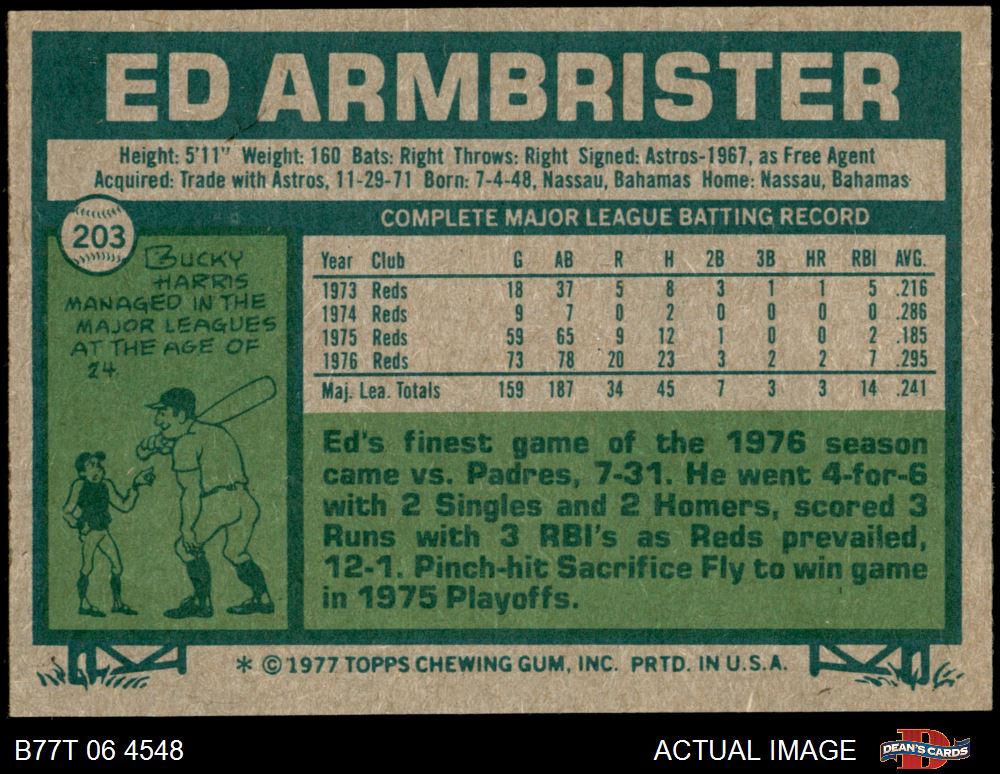 ED ARMBRISTER
Height: 5'11" Weight: 160 Bats: Right Throws: Right Signed: Astros-1967, as Free Agent
Acquired: Trade with Astros, 11-29-71 Born: 7-4-48, Nassau, Bahamas Home: Nassau, Bahamas
203
BUCKY
HARRIS
MANAGED IN THE
MAJOR LEAGUES
AT THE AGE OF
24
COMPLETE MAJOR LEAGUE BATTING RECORD
Year Club G AB R H 2B 3B HR RBI AVG.
1973 Reds 18 37 5 8 3 1 1 5 .216
1974 Reds 9 7 0 2 0 0 0 0 .286
1975 Reds 59 65 9 12 1 0 0 2 .185
1976 Reds 73 78 20 23 3 2 2 7 .295
Maj. Lea. Totals 159 187 34 45 7 3 3 14 .241
Ed's finest game of the 1976 season
came vs. Padres, 7-31. He went 4-for-6
with 2 Singles and 2 Homers, scored 3
Runs with 3 RBI's as Reds prevailed,
12-1. Pinch-hit Sacrifice Fly to win game
in 1975 Playoffs.
* © 1977 TOPPS CHEWING GUM, INC. PRTD. IN U.S.A.
B77T 06 4548 ACTUAL IMAGE DEAN'S CARDS